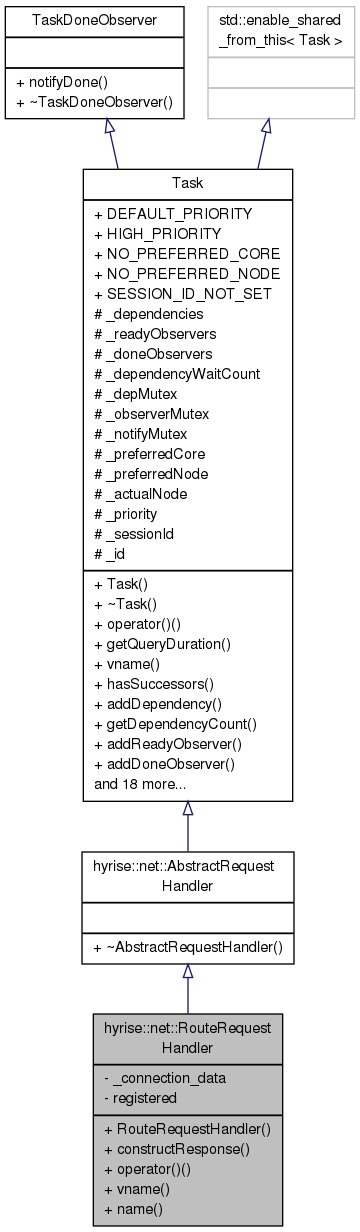 TaskDoneObserver
+ notifyDone()
+ ~TaskDoneObserver()
std::enable_shared
_from_this< Task >
Task
+ DEFAULT_PRIORITY
+ HIGH_PRIORITY
+ NO_PREFERRED_CORE
+ NO_PREFERRED_NODE
+ SESSION_ID_NOT_SET
# _dependencies
# _readyObservers
# _doneObservers
# _dependencyWaitCount
# _depMutex
# _observerMutex
# _notifyMutex
# _preferredCore
# _preferredNode
# _actualNode
# _priority
# _sessionId
# _id
+ Task()
+ ~Task()
+ operator()()
+ getQueryDuration()
+ vname()
+ hasSuccessors()
+ addDependency()
+ getDependencyCount()
+ addReadyObserver()
+ addDoneObserver()
and 18 more...
hyrise::net::AbstractRequest
Handler
+ ~AbstractRequestHandler()
hyrise::net::RouteRequest
Handler
- _connection_data
- registered
+ RouteRequestHandler()
+ constructResponse()
+ operator()()
+ vname()
+ name()